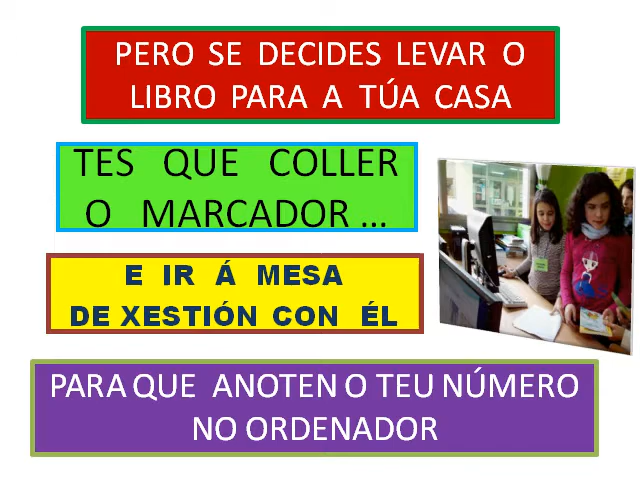 PERO SE DECIDES LEVAR O
LIBRO PARA A TÚA CASA
TES QUE COLLER
O MARCADOR ...
E IR Á MESA
DE XESTIÓN CON ÉL
PARA QUE ANOTEN O TEU NÚMERO
NO ORDENADOR